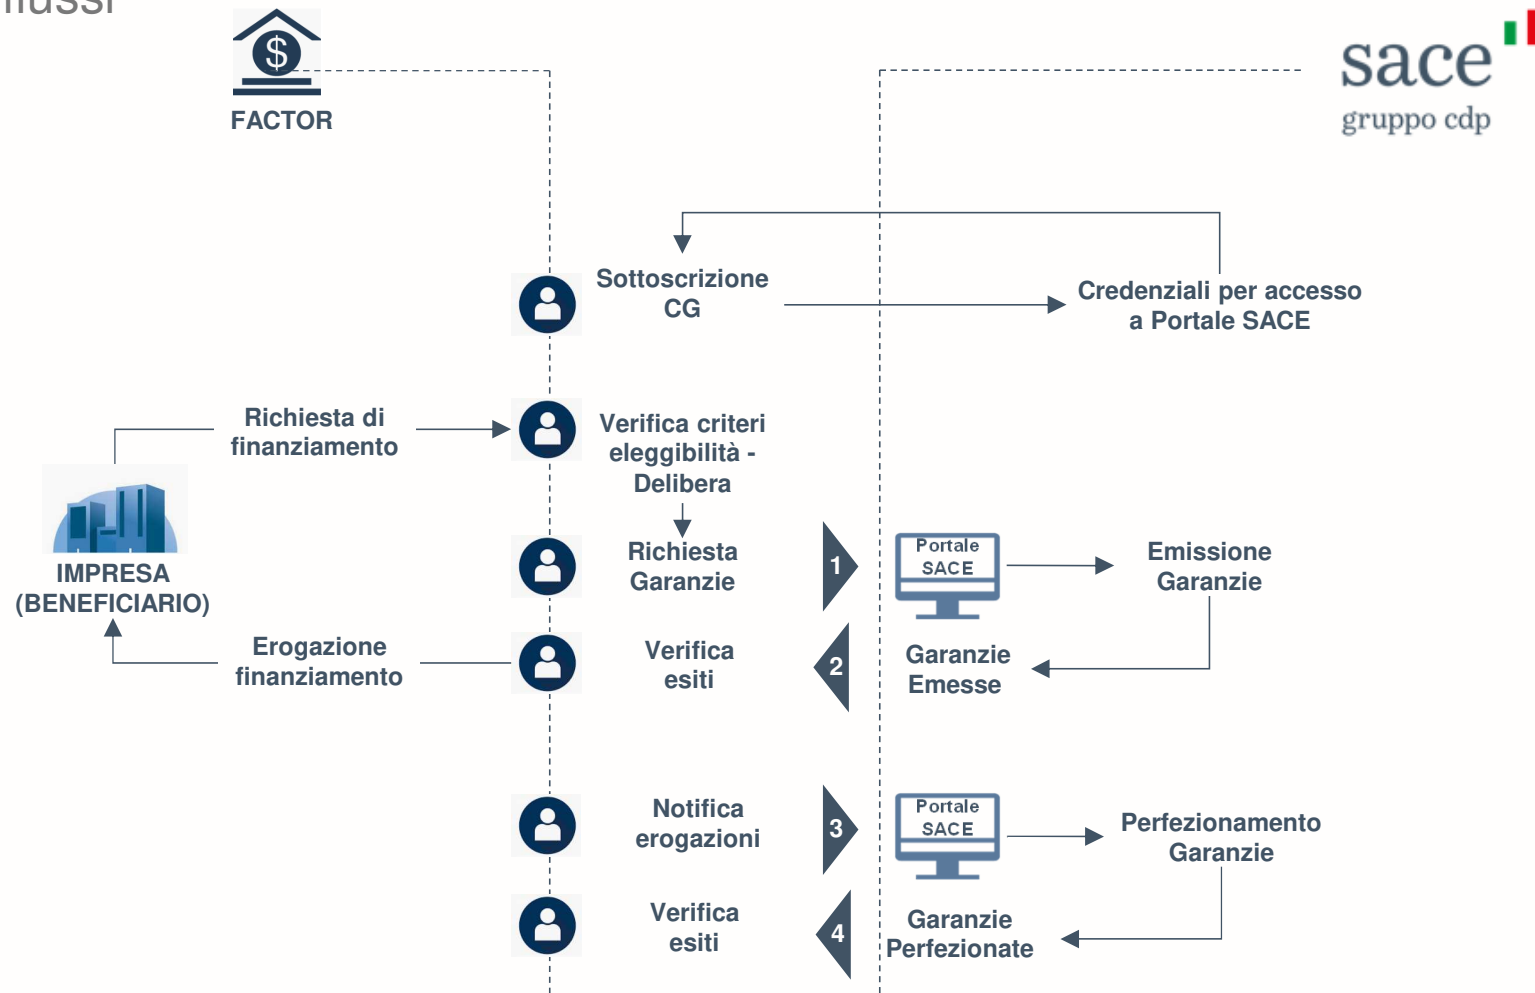 flussi
$
FACTOR
sace
gruppo cdp
Sottoscrizione
CG
Credenziali per accesso
a Portale SACE
Richiesta di
finanziamento
Verifica criteri
eleggibilità -
Delibera
IMPRESA
(BENEFICIARIO)
Richiesta
Garanzie
1
Portale
SACE
Emissione
Garanzie
Erogazione
finanziamento
Verifica
esiti
2
Garanzie
Emesse
Notifica
erogazioni
3
Portale
SACE
Perfezionamento
Garanzie
Verifica
esiti
4
Garanzie
Perfezionate